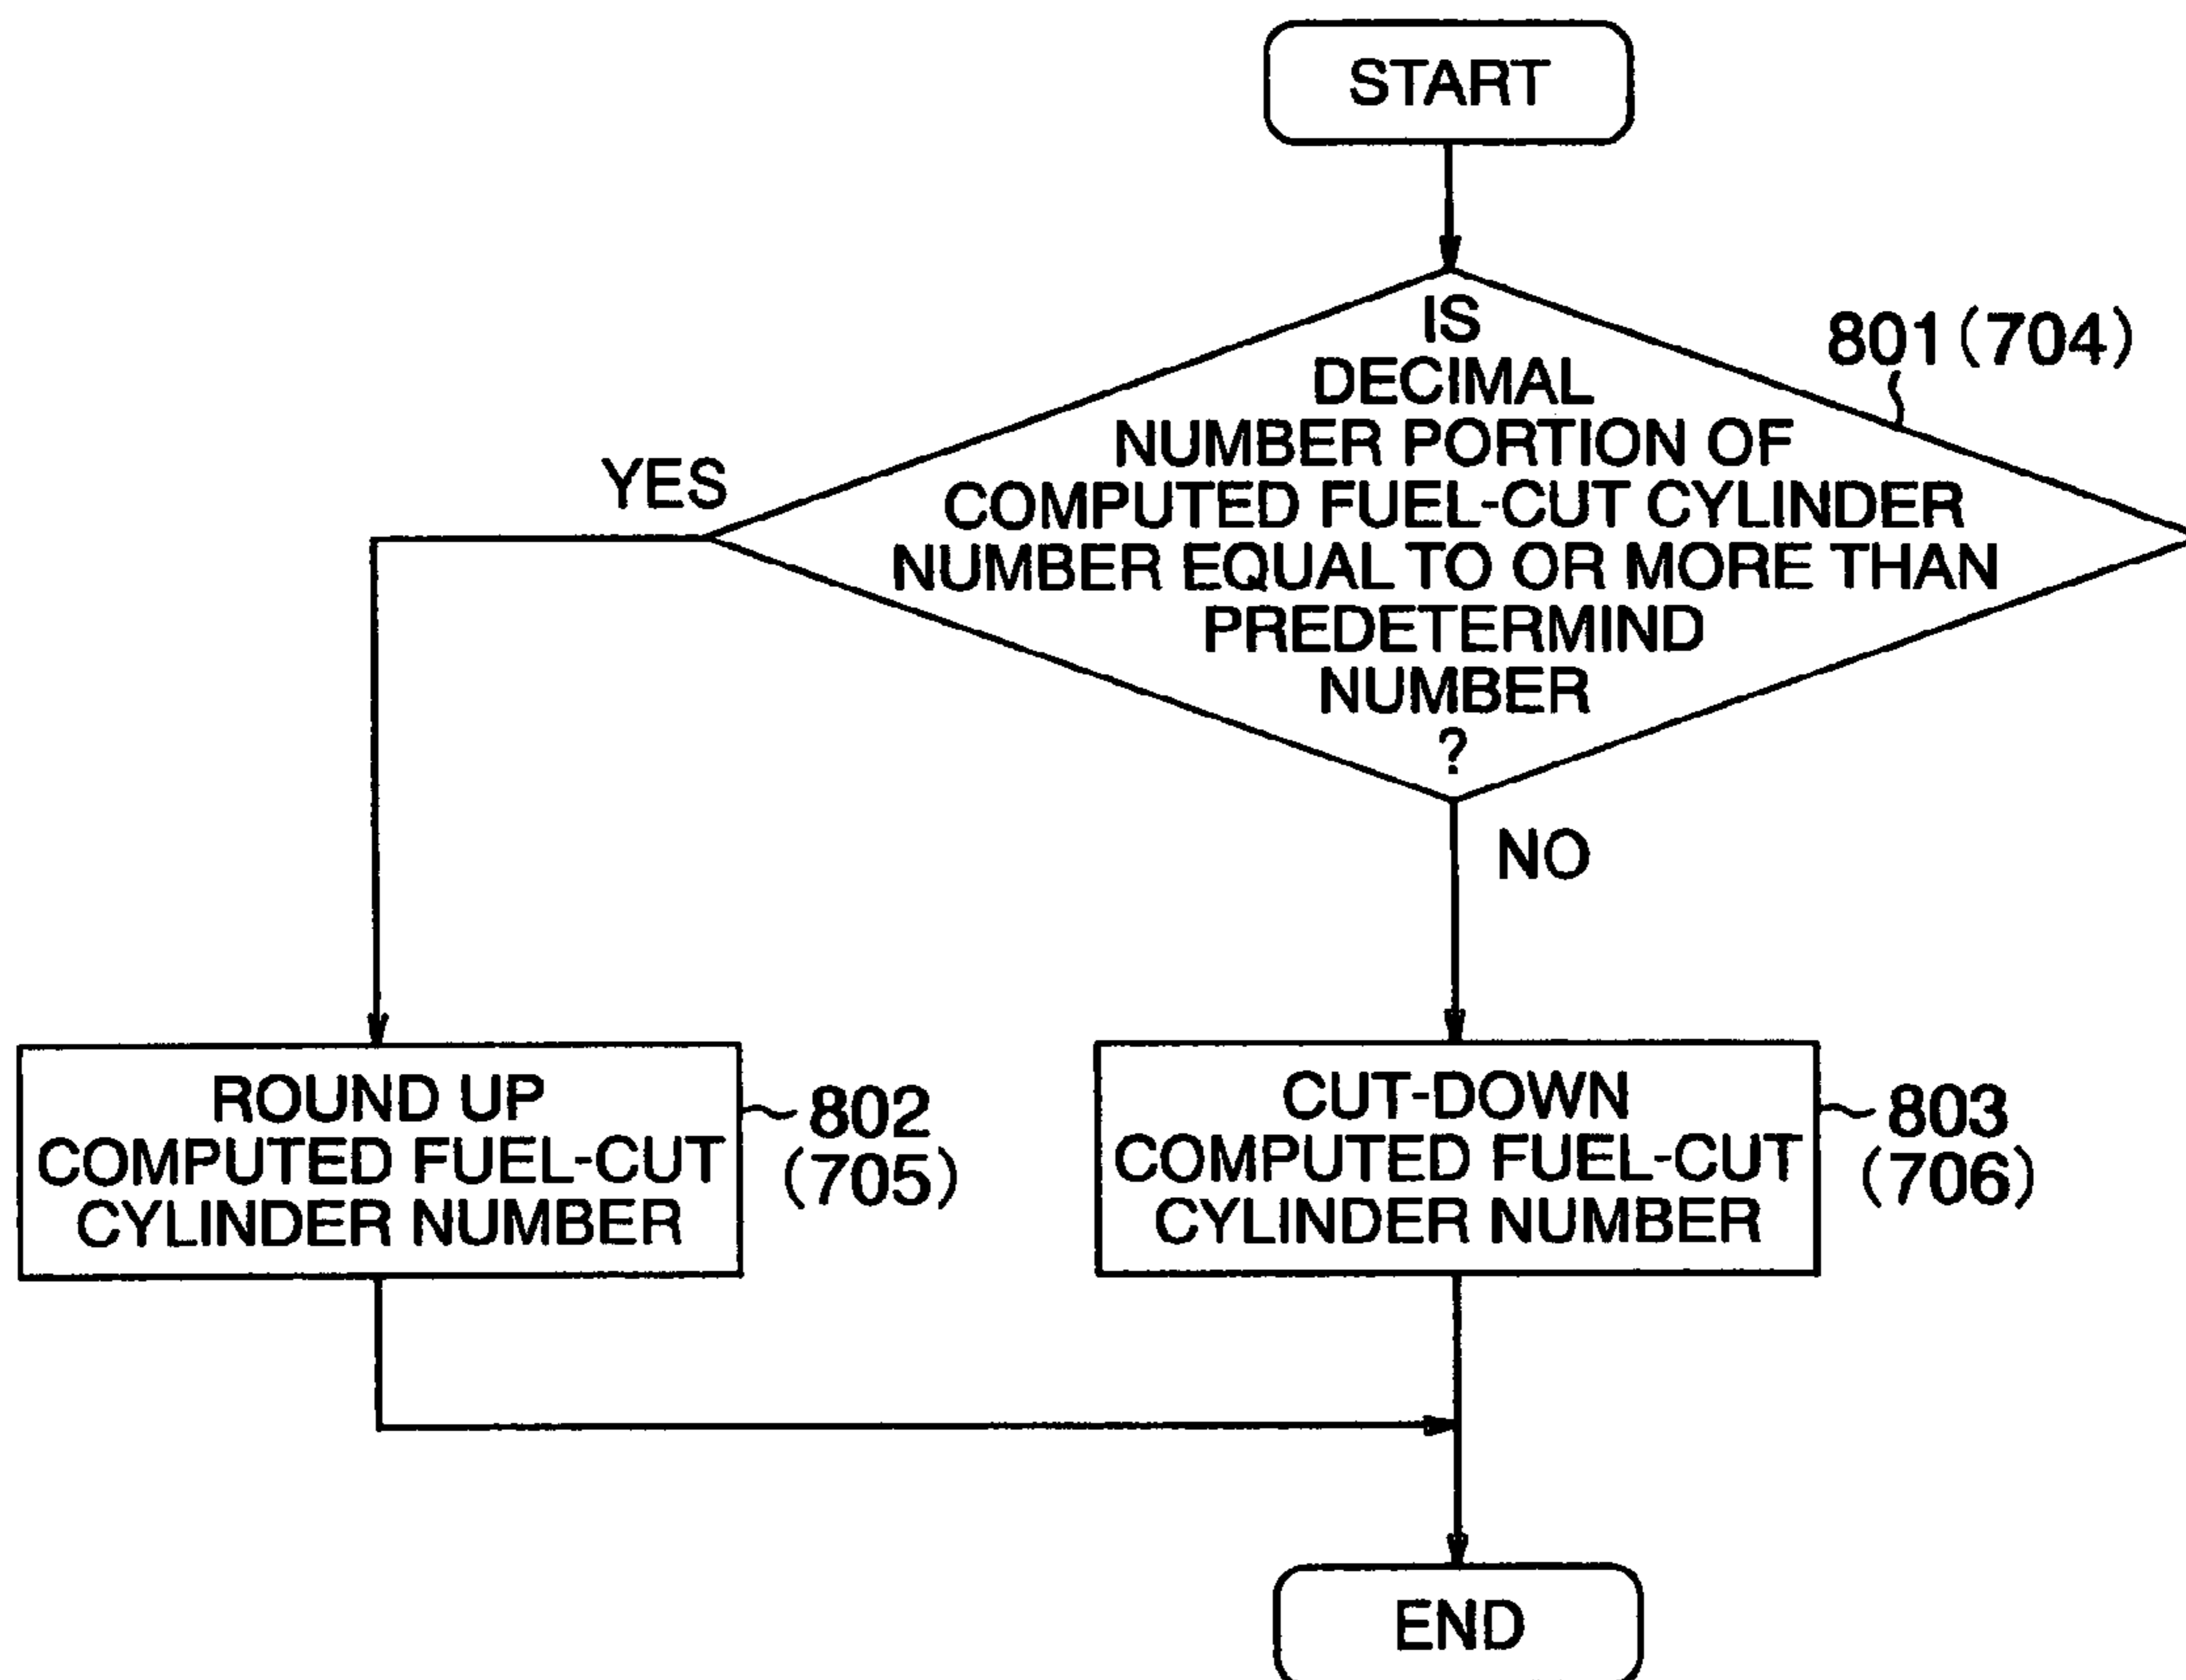 START
IS
DECIMAL
NUMBER PORTION OF
COMPUTED FUEL-CUT CYLINDER
NUMBER EQUAL TO OR MORE THAN
PREDETERMIND
NUMBER
?
801 (704)
YES
NO
ROUND UP
COMPUTED FUEL-CUT
CYLINDER NUMBER
802
(705)
CUT-DOWN
COMPUTED FUEL-CUT
CYLINDER NUMBER
803
(706)
END